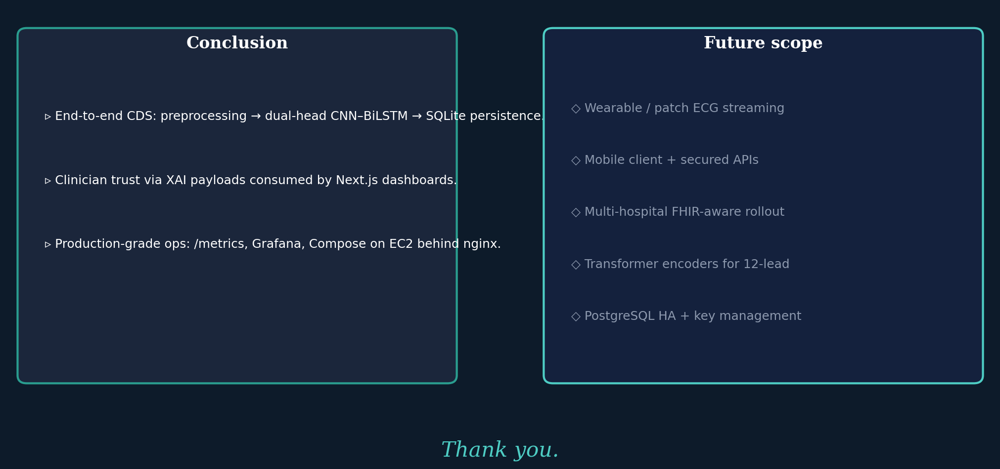 Conclusion
▹ End-to-end CDS: preprocessing → dual-head CNN–BiLSTM → SQLite persistence.
▹ Clinician trust via XAI payloads consumed by Next.js dashboards.
▹ Production-grade ops: /metrics, Grafana, Compose on EC2 behind nginx.
Future scope
◇ Wearable / patch ECG streaming
◇ Mobile client + secured APIs
◇ Multi-hospital FHIR-aware rollout
◇ Transformer encoders for 12-lead
◇ PostgreSQL HA + key management
Thank you.